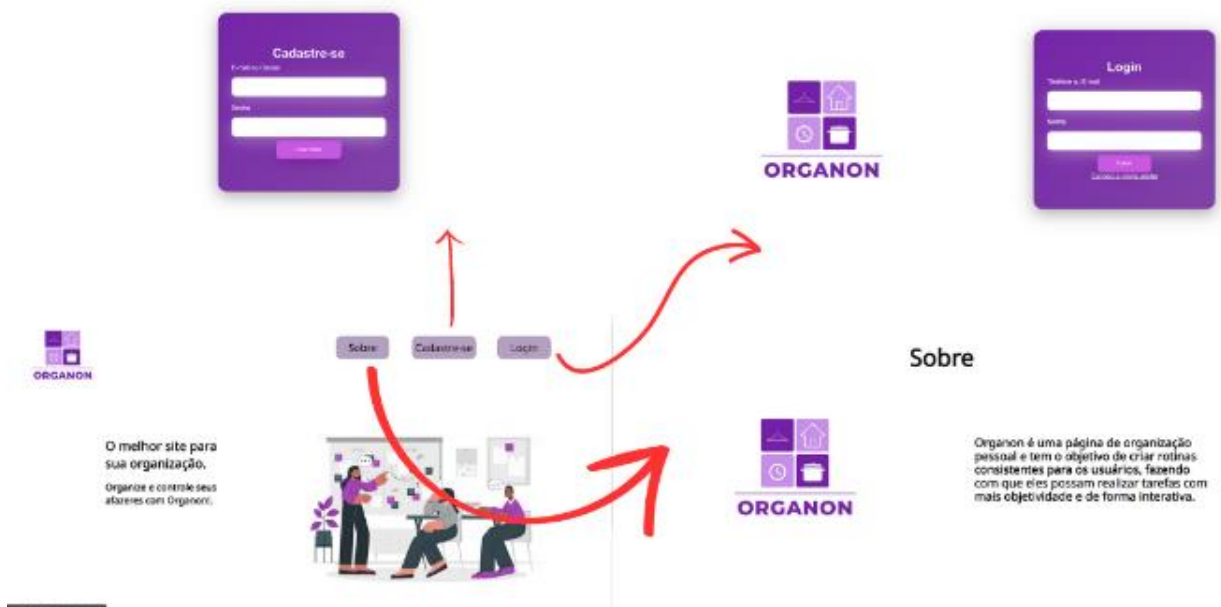 Cadastre-se
Senha
Login
Senha
ORGANON
Sobre
Cadastre-se
Login
ORGANON
O melhor site para
sua organização.
Organize e controle seus
afazeres com Organon!.
Sobre
ORGANON
Organon é uma página de organização
pessoal e tem o objetivo de criar rotinas
consistentes para os usuários, fazendo
com que eles possam realizar tarefas com
mais objetividade e de forma interativa.